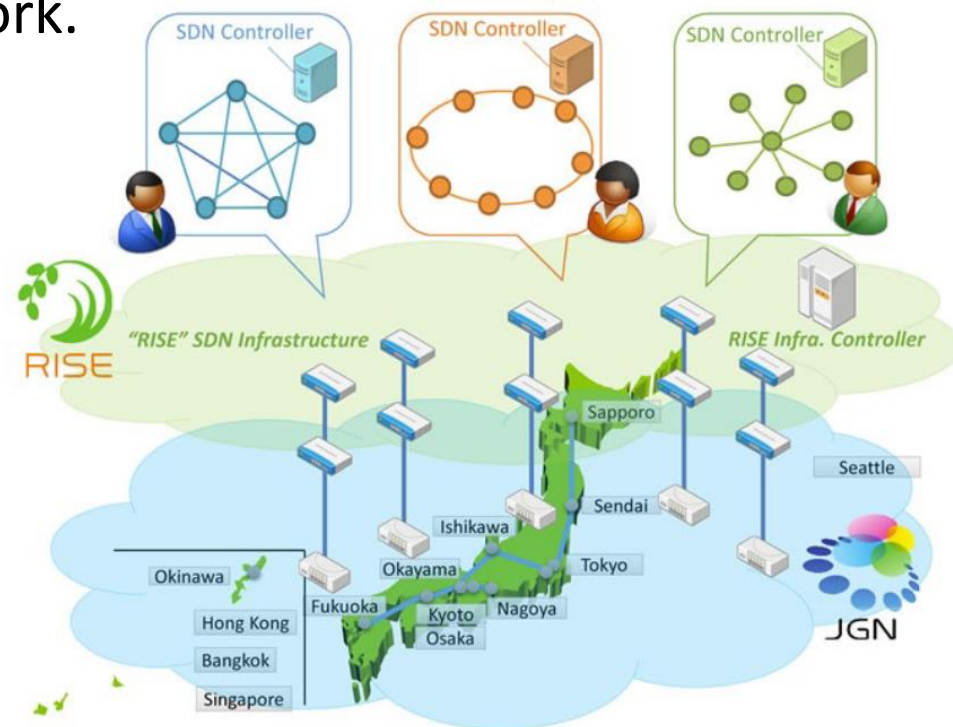 ork.
SDN Controller
SDN Controller
SDN Controller
RISE
"RISE" SDN Infrastructure
RISE Infra. Controller
Sapporo
Seattle
Sendai
Ishikawa
Okinawa
Okayama
Tokyo
Fukuoka
Kyoto
Nagoya
Hong Kong
Osaka
JGN
Bangkok
Singapore